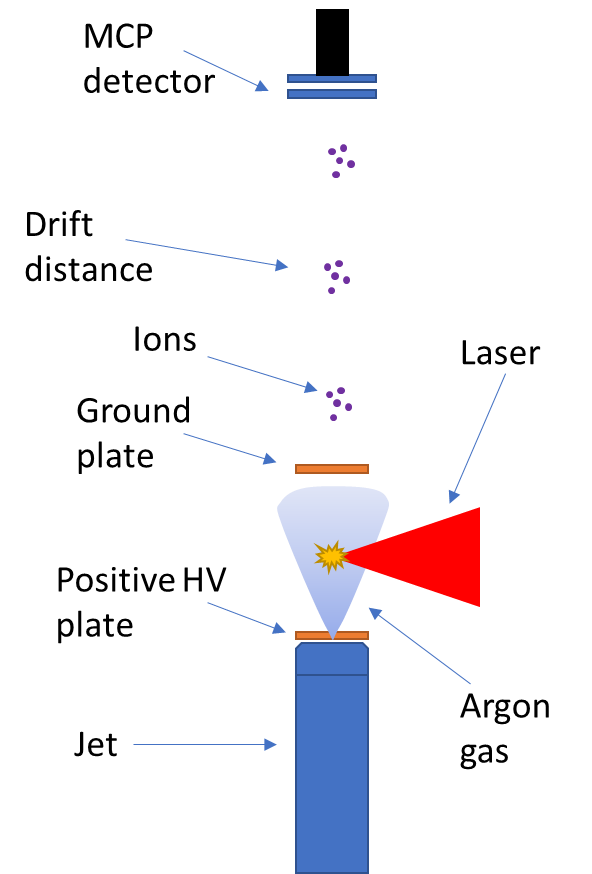 MCP
detector
Drift
distance
Ions
Laser
Ground
plate
Positive HV
plate
Argon
gas
Jet